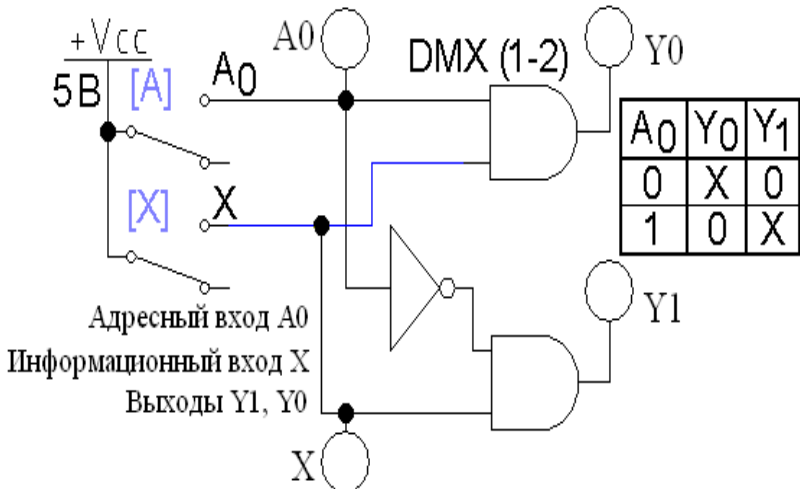 +Vcc
5В
[A]
A0
A0
DMX (1-2)
Y0
A0 Y0 Y1
0 X 0
1 0 X
[X]
X
Y1
Адресный вход A0
Информационный вход X
Выходы Y1, Y0
X